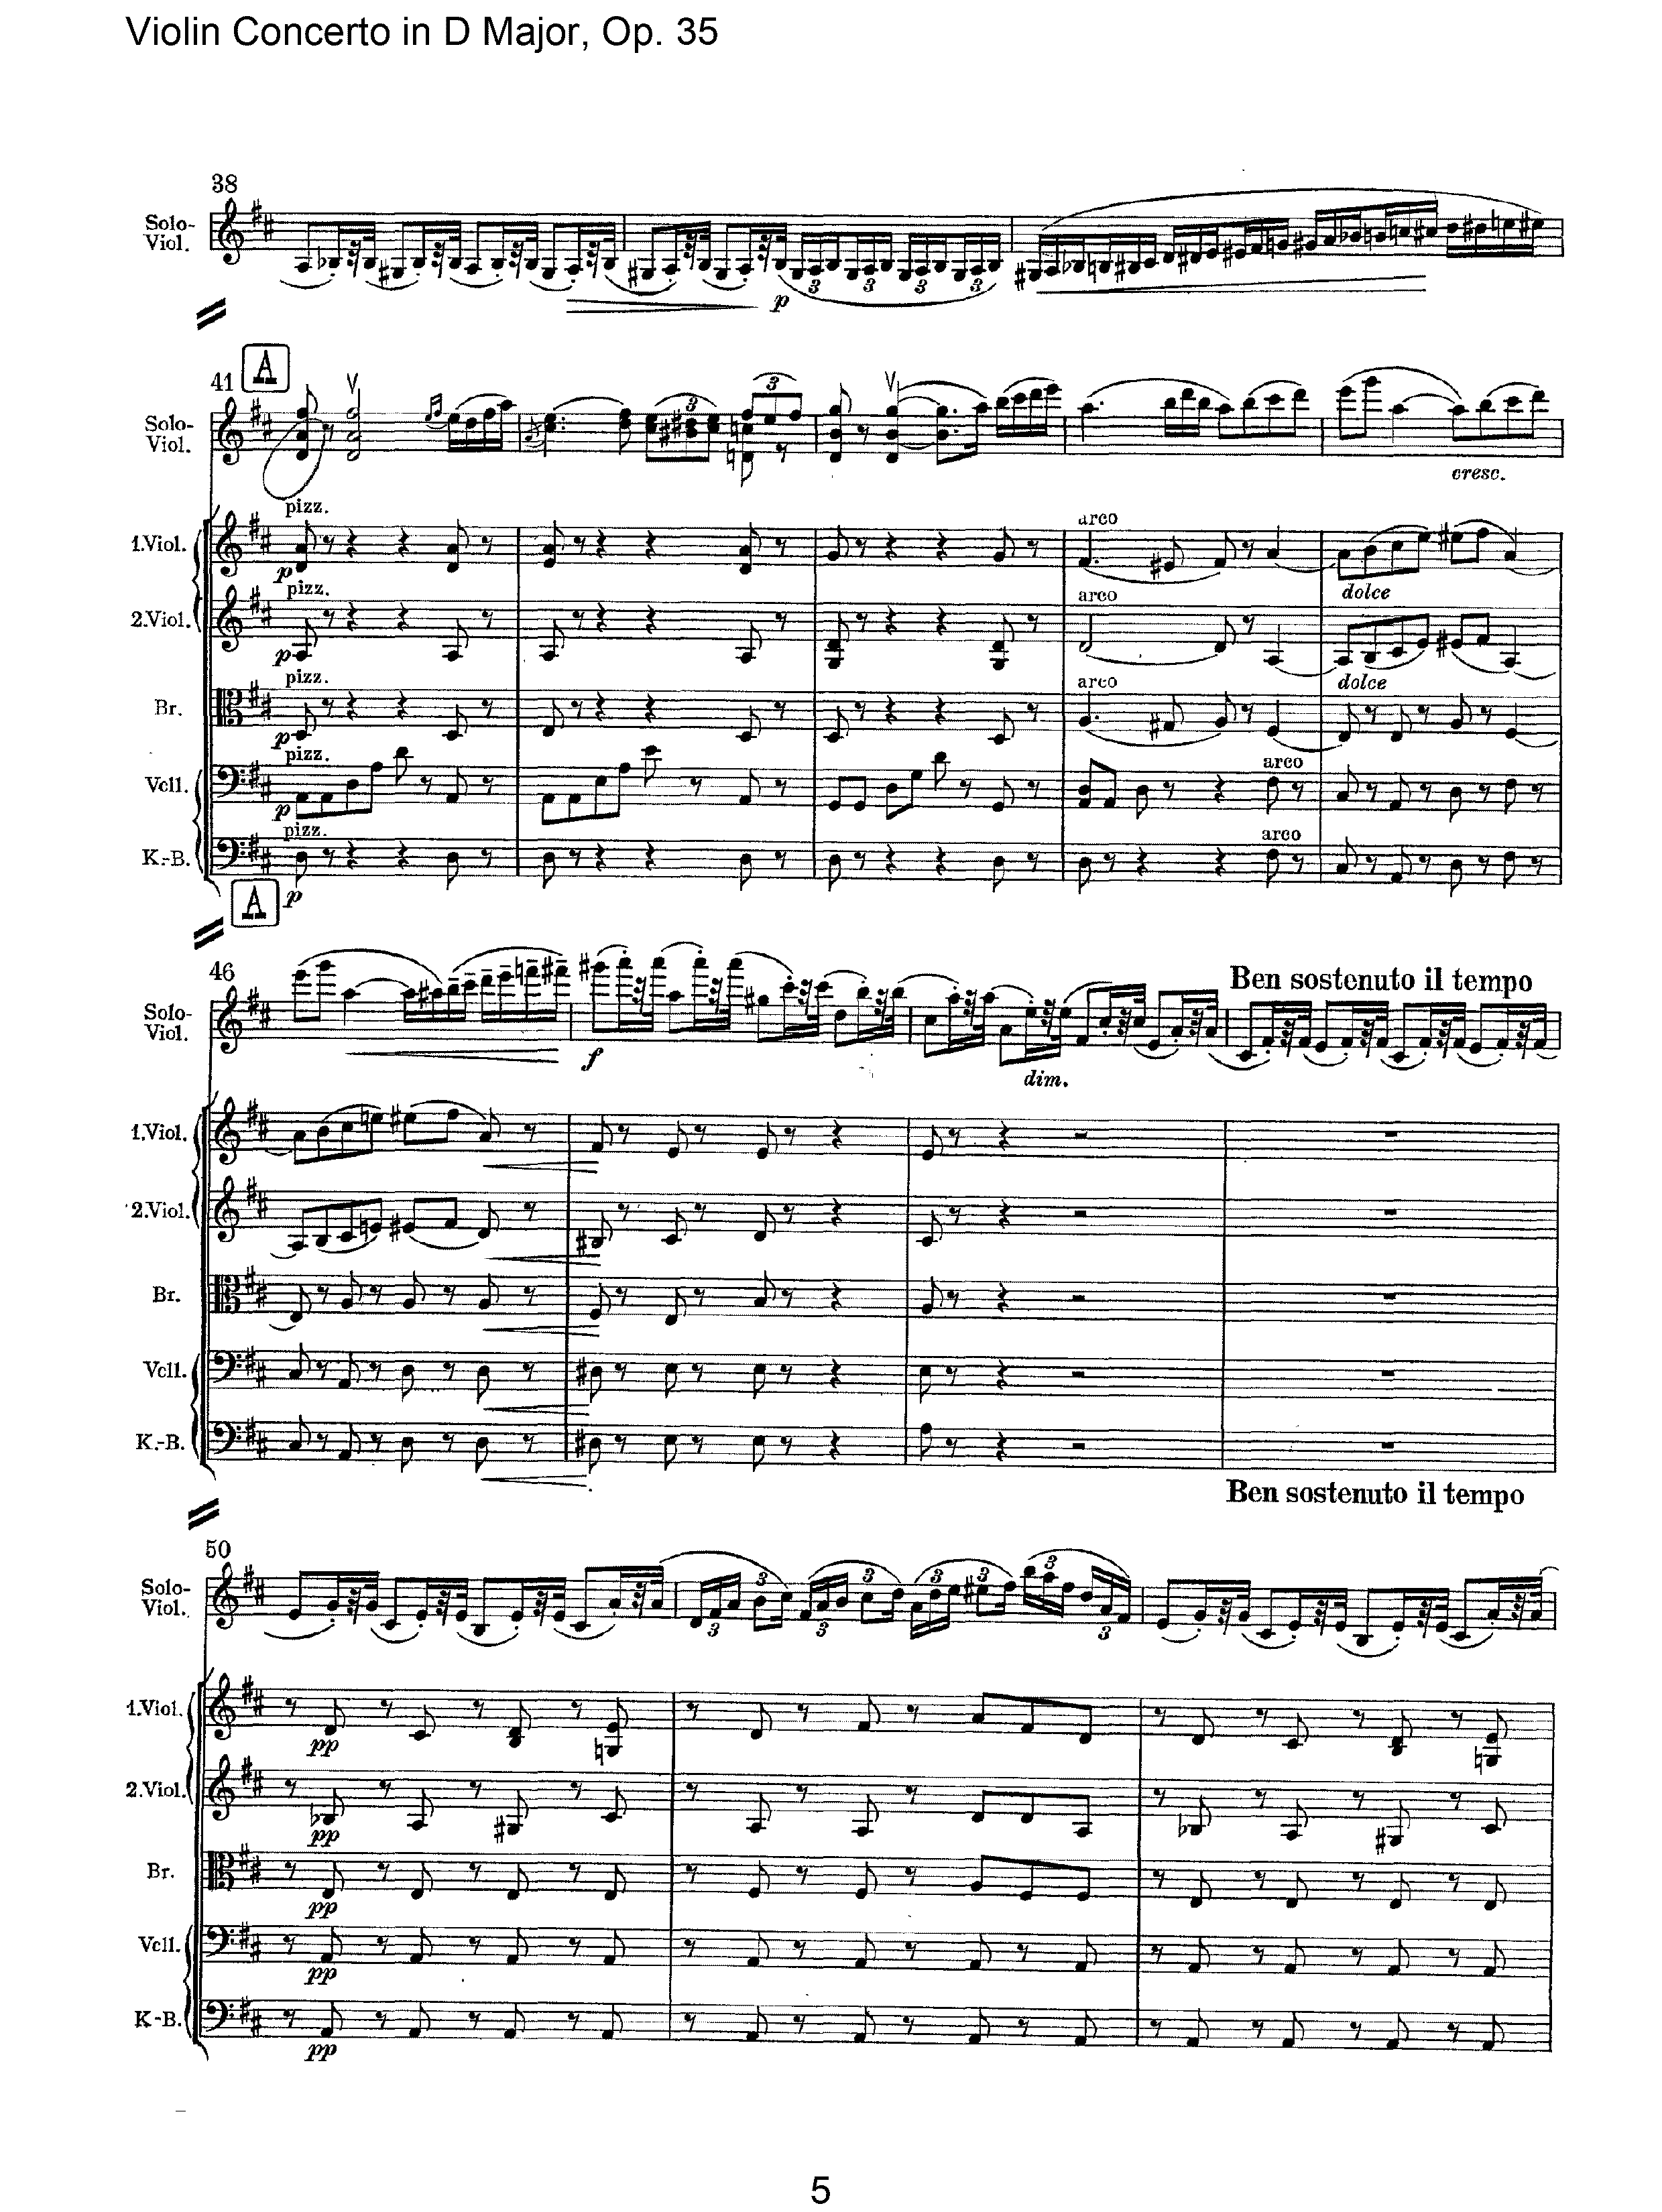 Violin Concerto in D Major, Op. 35
38
Solo-
Viol.
3 3 3 3
p
41 A
Solo-
Viol.
3 3
cresc.
pizz. arco
1.Viol.
p dolce
pizz. arco
2.Viol.
p dolce
pizz. arco
Br.
p
pizz. arco
Vcll.
p
pizz. arco
K.-B.
A p
46 Ben sostenuto il tempo
Solo-
Viol.
f dim.
1.Viol.
2.Viol.
Br.
Vcll.
K.-B.
Ben sostenuto il tempo
50
Solo-
Viol.
3 3 3 3 3 3 3 3
1.Viol.
pp
2.Viol.
pp
Br.
pp
Vcll.
pp
K-B.
pp
5